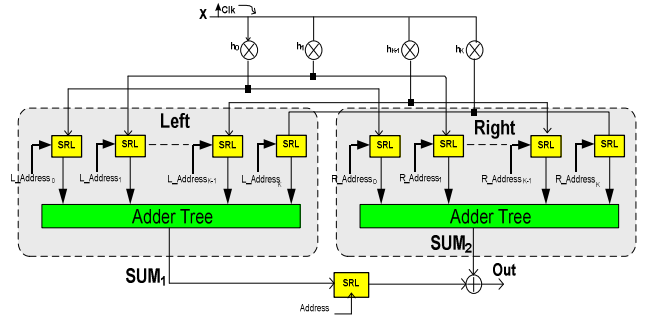 X Clk
h0 h1 hK-1 hK
Left Right
SRL SRL SRL SRL SRL SRL SRL SRL
L_Address0 L_Address1 L_AddressK-1 L_AddressK R_Address0 R_Address1 R_AddressK-1 R_AddressK
Adder Tree Adder Tree
SUM1 SUM2
SRL Out
Address